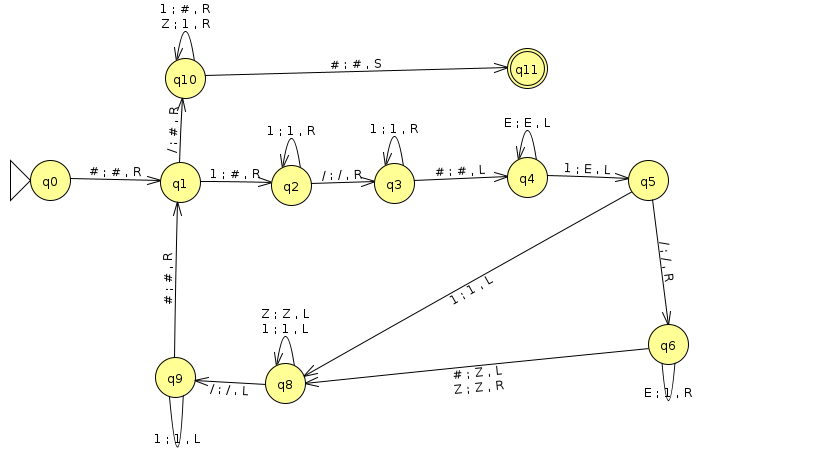 1 ; # , R
Z ; 1 , R
q10
# ; # , S
q11
/ ; # , R
1 ; 1 , R
1 ; 1 , R
E ; E , L
q0
# ; # , R
q1
1 ; # , R
q2
/ ; / , R
q3
# ; # , L
q4
1 ; E , L
q5
# ; # , R
1 ; 1 , L
/ ; / , R
Z ; Z , L
1 ; 1 , L
q6
q9
/ ; / , L
q8
# ; Z , L
Z ; Z , R
E ; 1 , R
1 ; 1 , L